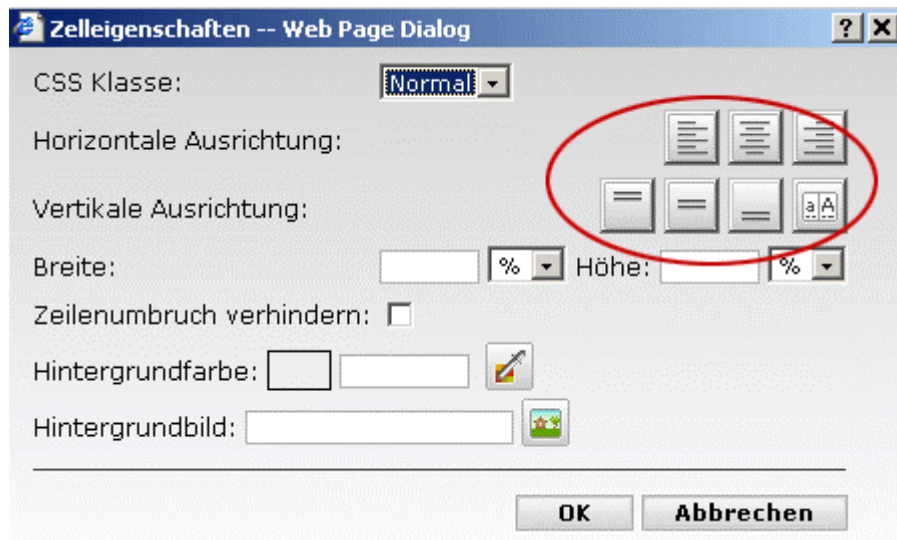 Zelleigenschaften -- Web Page Dialog ? X
CSS Klasse: Normal
Horizontale Ausrichtung:
Vertikale Ausrichtung: a A
Breite: % Höhe: %
Zeilenumbruch verhindern:
Hintergrundfarbe:
Hintergrundbild:
OK Abbrechen